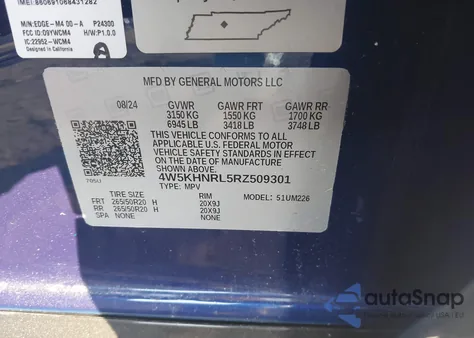 IMEI:860691068431282
M/N:EDGE-M4 00-A P24300
FCC ID:D9YWCM4 H/W:P1.0.0
IC:22952-WCM4
Designed in California
MFD BY GENERAL MOTORS LLC
08/24 GVWR GAWR FRT GAWR RR
3150 KG 1550 KG 1700 KG
6945 LB 3418 LB 3748 LB
THIS VEHICLE CONFORMS TO ALL
APPLICABLE U.S. FEDERAL MOTOR
VEHICLE SAFETY STANDARDS IN EFFECT
ON THE DATE OF MANUFACTURE
SHOWN ABOVE.
4W5KHNRL5RZ509301
TYPE: MPV MODEL: 51UM226
TIRE SIZE RIM
FRT 265/50R20 H 20X9J
RR 265/50R20 H 20X9J
SPA NONE NONE
autoSnap